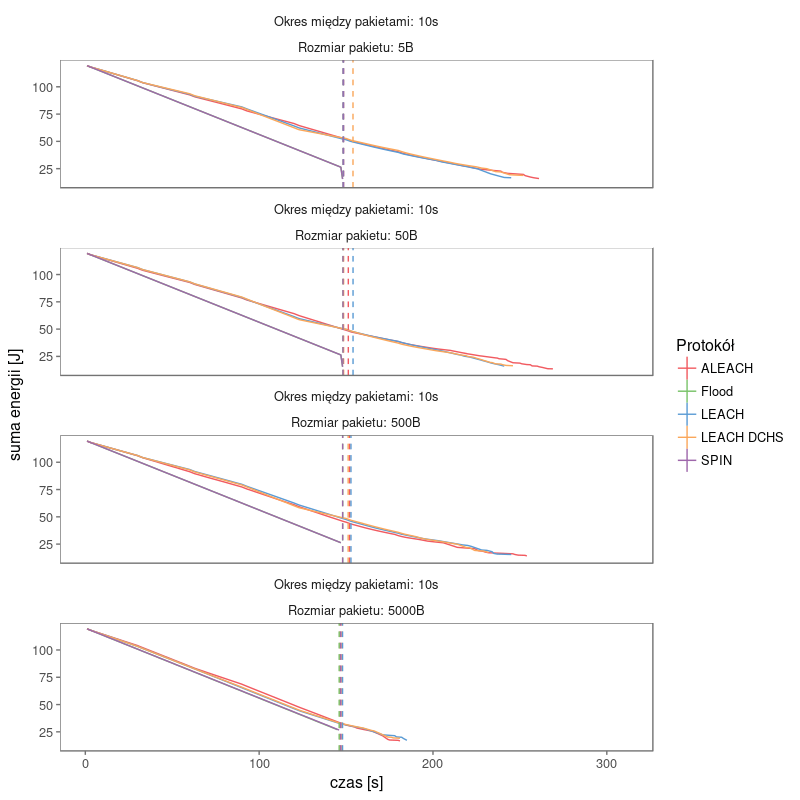 Okres między pakietami: 10s
Rozmiar pakietu: 5B
100
75
50
25
Okres między pakietami: 10s
Rozmiar pakietu: 50B
100
75
50
25
Okres między pakietami: 10s
Rozmiar pakietu: 500B
100
75
50
25
Okres między pakietami: 10s
Rozmiar pakietu: 5000B
100
75
50
25
0 100 200 300
czas [s]
suma energii [J]
Protokół
ALEACH
Flood
LEACH
LEACH DCHS
SPIN